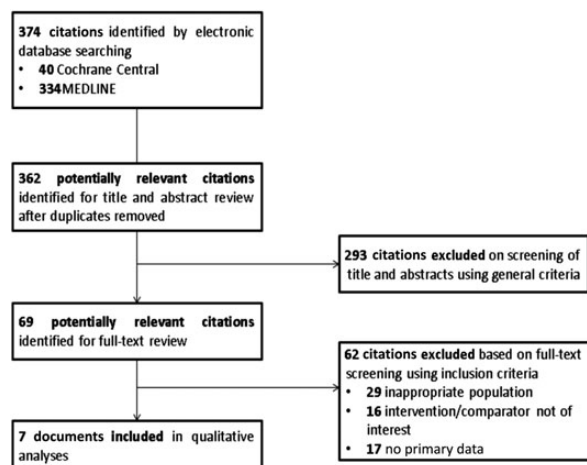 374 citations identified by electronic
database searching
• 40 Cochrane Central
• 334MEDLINE
362 potentially relevant citations
identified for title and abstract review
after duplicates removed
293 citations excluded on screening of
title and abstracts using general criteria
69 potentially relevant citations
identified for full-text review
62 citations excluded based on full-text
screening using inclusion criteria
• 29 inappropriate population
• 16 intervention/comparator not of
interest
• 17 no primary data
7 documents included in qualitative
analyses